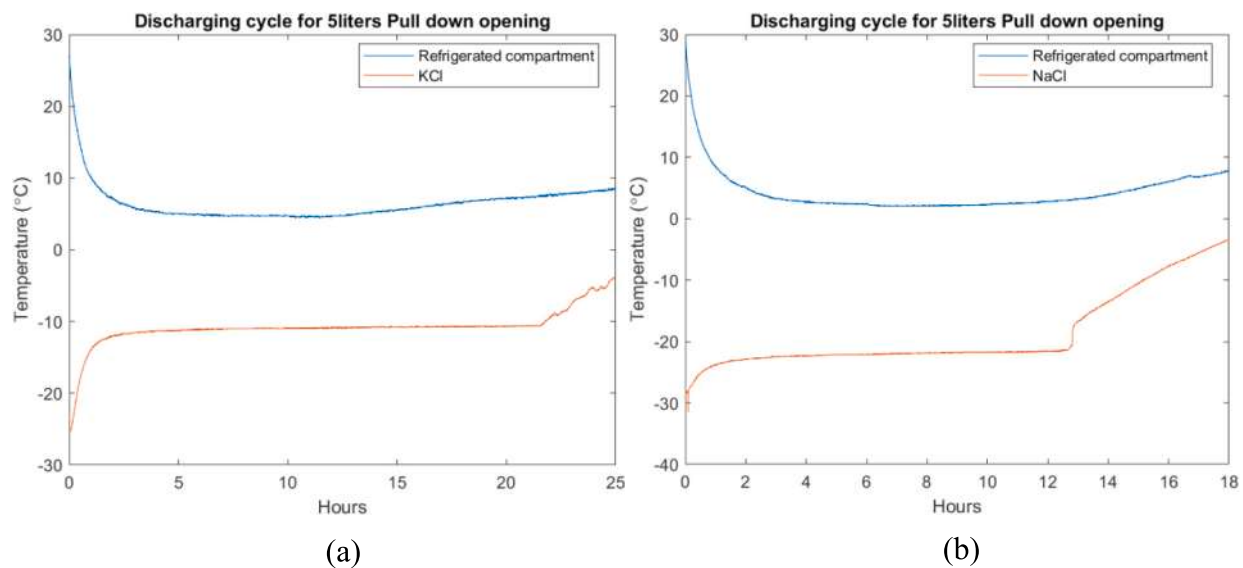 Discharging cycle for 5liters Pull down opening
Refrigerated compartment
KCl
Temperature (°C)
30
20
10
0
-10
-20
-30
0
5
10
15
20
25
Hours
(a)
Discharging cycle for 5liters Pull down opening
Refrigerated compartment
NaCl
Temperature (°C)
30
20
10
0
-10
-20
-30
-40
0
2
4
6
8
10
12
14
16
18
Hours
(b)